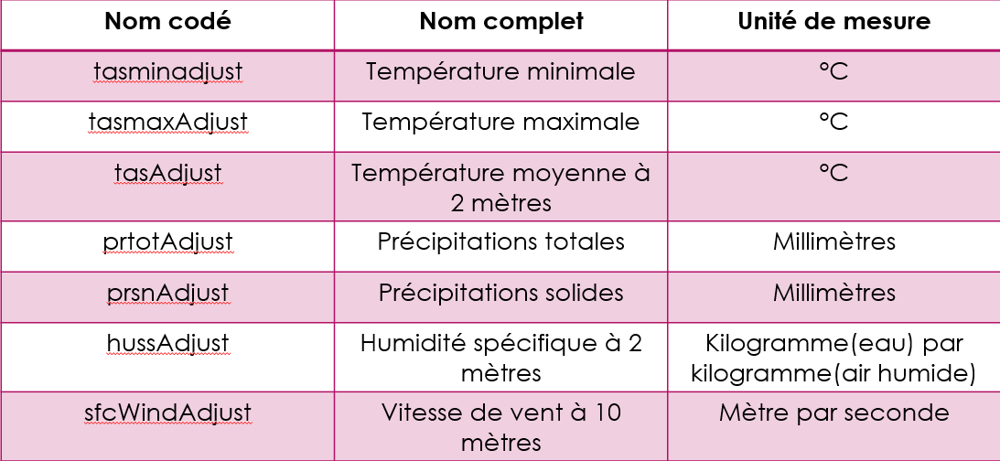 Nom codé Nom complet Unité de mesure
tasminadjust Température minimale °C
tasmaxAdjust Température maximale °C
tasAdjust Température moyenne à °C
2 mètres
prtotAdjust Précipitations totales Millimètres
prsnAdjust Précipitations solides Millimètres
hussAdjust Humidité spécifique à 2 Kilogramme(eau) par
mètres kilogramme(air humide)
sfcWindAdjust Vitesse de vent à 10 Mètre par seconde
mètres